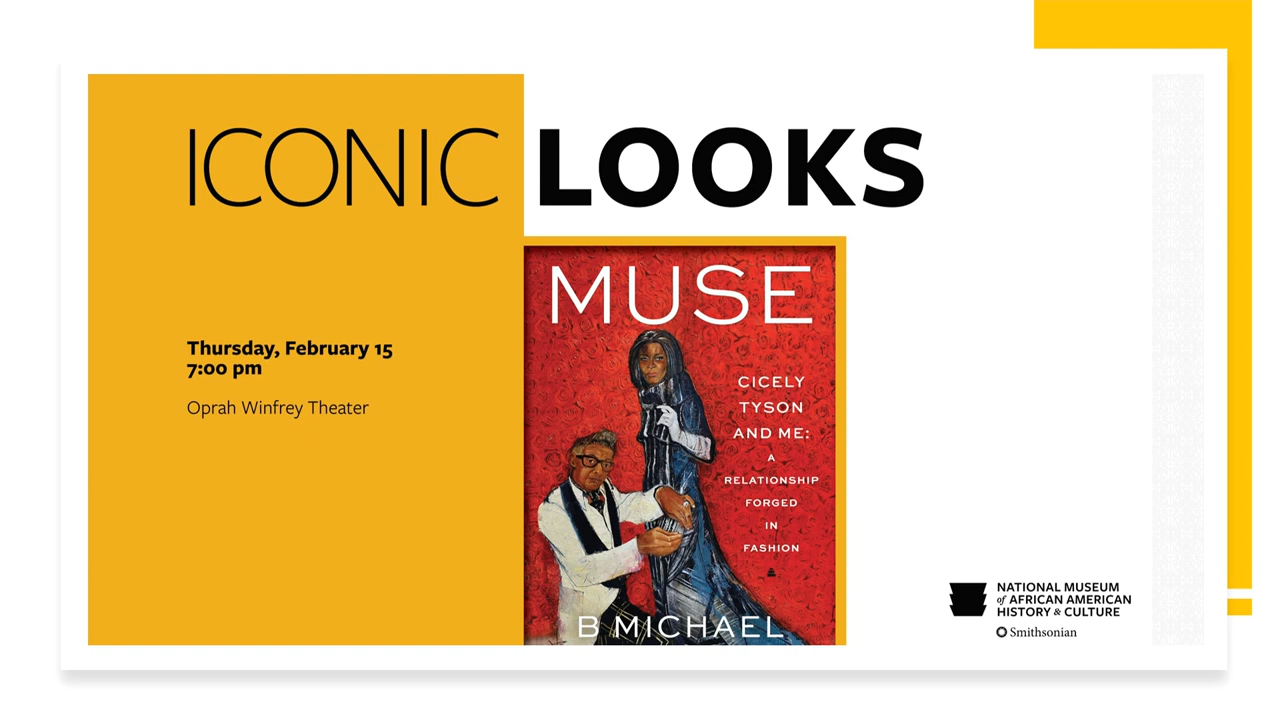 ICONIC LOOKS
Thursday, February 15
7:00 pm
Oprah Winfrey Theater
MUSE
CICELY
TYSON
AND ME:
A
RELATIONSHIP
FORGED
IN
FASHION
B MICHAEL
NATIONAL MUSEUM
of AFRICAN AMERICAN
HISTORY & CULTURE
Smithsonian